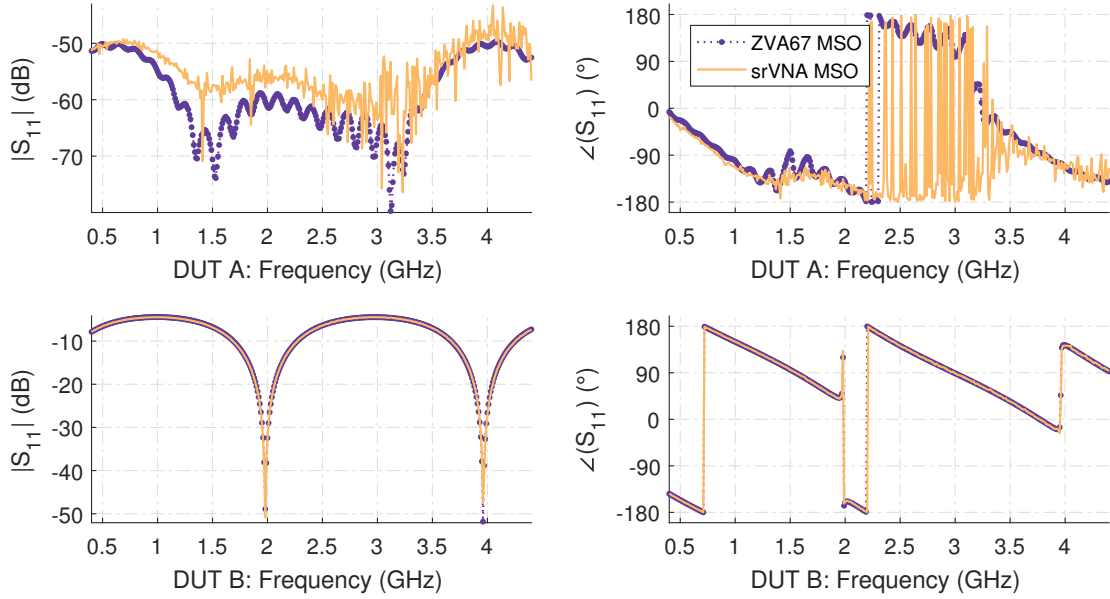 |S11| (dB)
-50
-60
-70
0.5 1 1.5 2 2.5 3 3.5 4
DUT A: Frequency (GHz)
∠(S11) (°)
180
90
0
-90
-180
ZVA67 MSO
srVNA MSO
0.5 1 1.5 2 2.5 3 3.5 4
DUT A: Frequency (GHz)
|S11| (dB)
-10
-20
-30
-40
-50
0.5 1 1.5 2 2.5 3 3.5 4
DUT B: Frequency (GHz)
∠(S11) (°)
180
90
0
-90
-180
0.5 1 1.5 2 2.5 3 3.5 4
DUT B: Frequency (GHz)